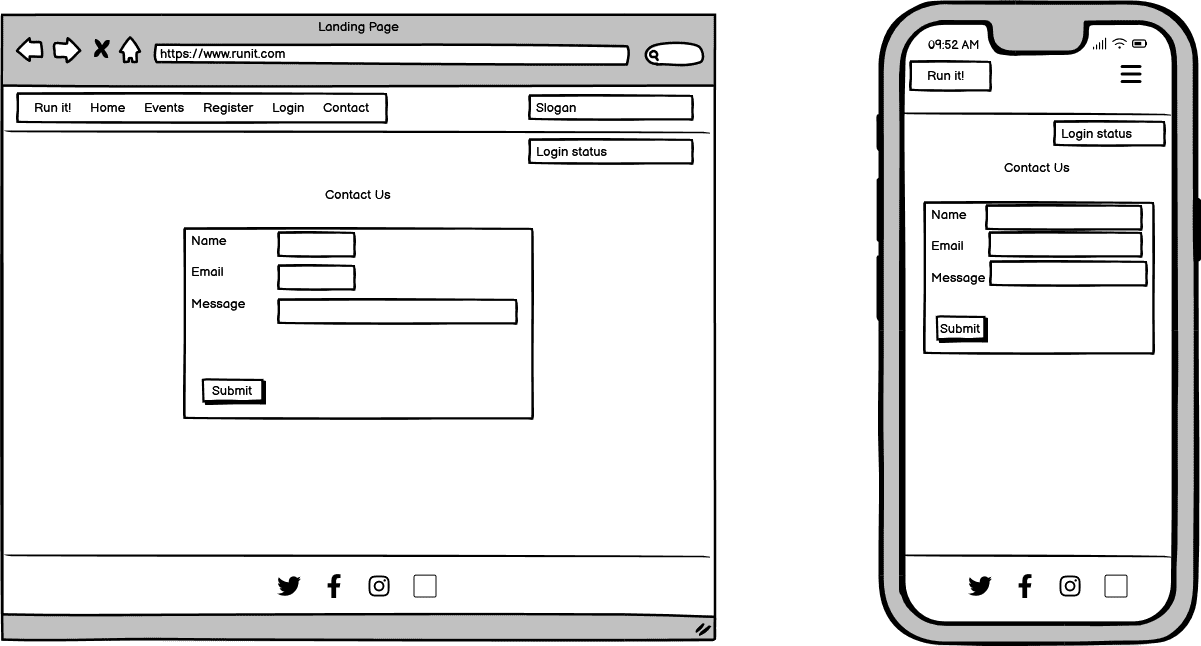 Landing Page
https://www.runit.com
Run it! Home Events Register Login Contact
Slogan
Login status
Contact Us
Name
Email
Message
Submit
09:52 AM
Run it!
Login status
Contact Us
Name
Email
Message
Submit